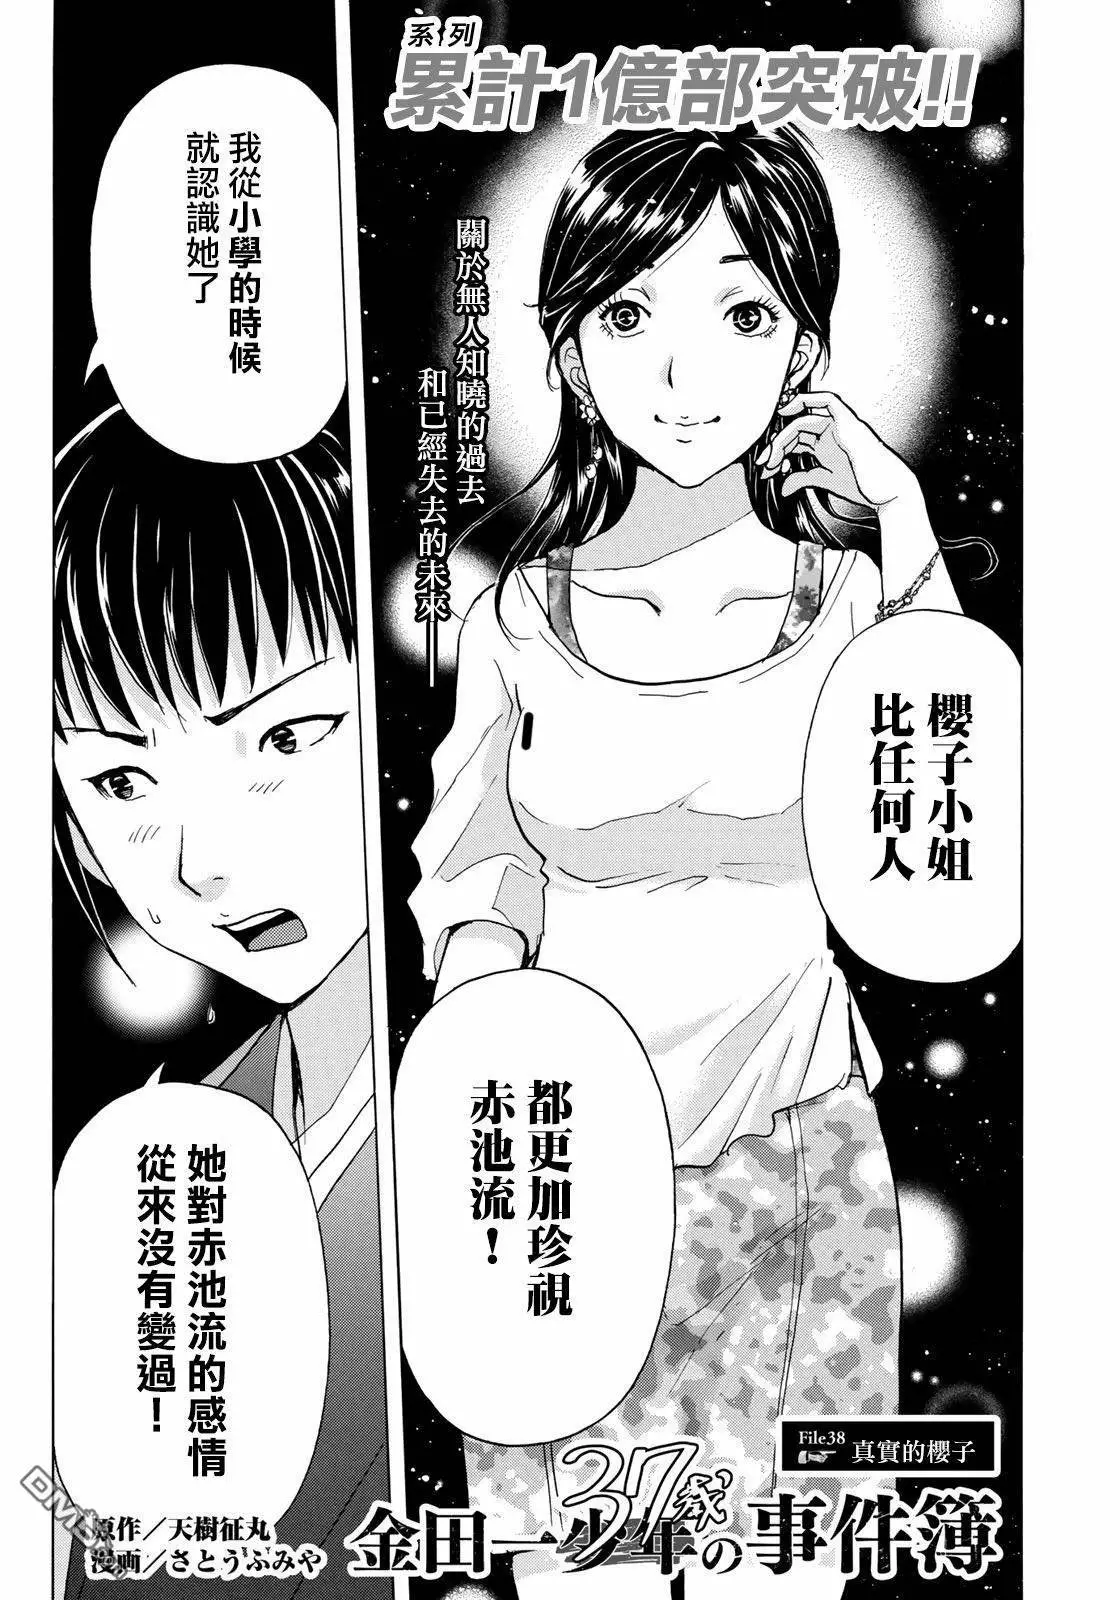 系列
累計1億部突破!!
關於無人知曉的過去
和已經失去的未來——
櫻子小姐
比任何人
都更加珍視
赤池流！
我從小學的時候
就認識她了
她對赤池流的感情
從來沒有變過！
File38
真實的櫻子
金田一37歳の事件簿
原作／天樹征丸
漫画／さとうふみや